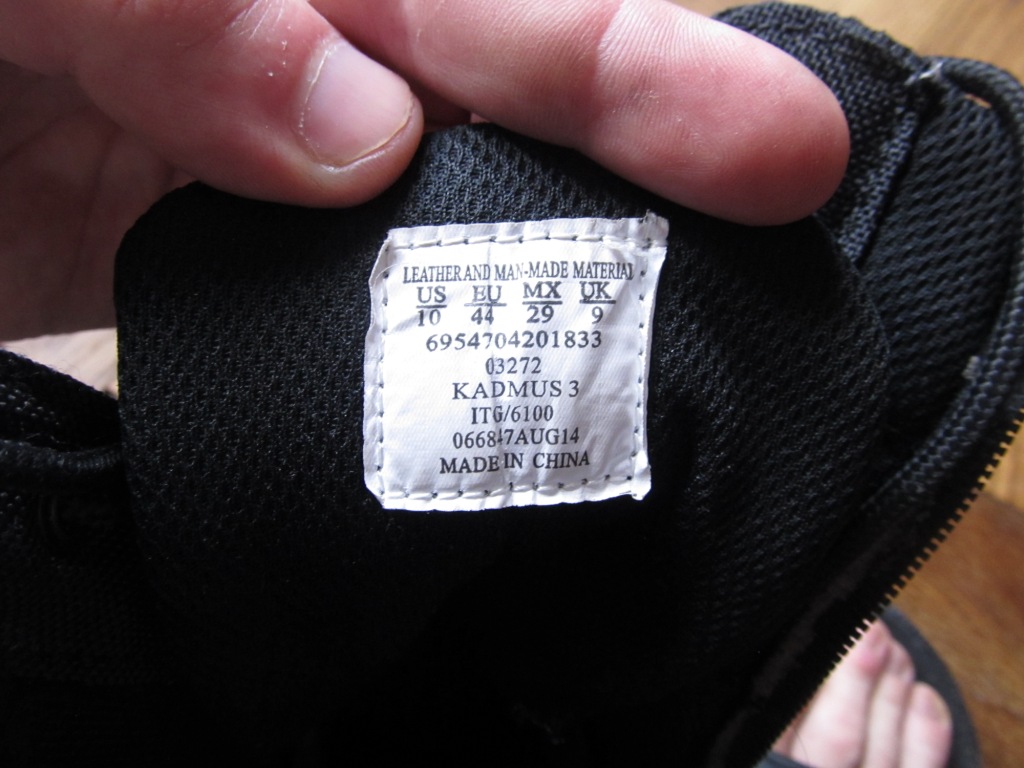 LEATHER AND MAN-MADE MATERIAL
US EU MX UK
10 44 29 9
6954704201833
03272
KADMUS 3
ITG/6100
066847AUG14
MADE IN CHINA